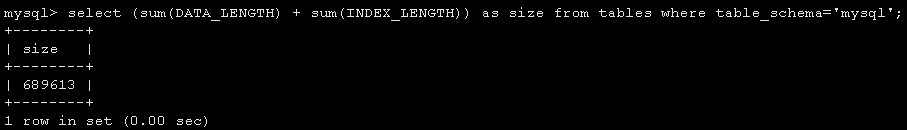 mysql> select (sum(DATA_LENGTH) + sum(INDEX_LENGTH)) as size from tables where table_schema='mysql';
+--------+
| size   |
+--------+
| 689613 |
+--------+
1 row in set (0.00 sec)